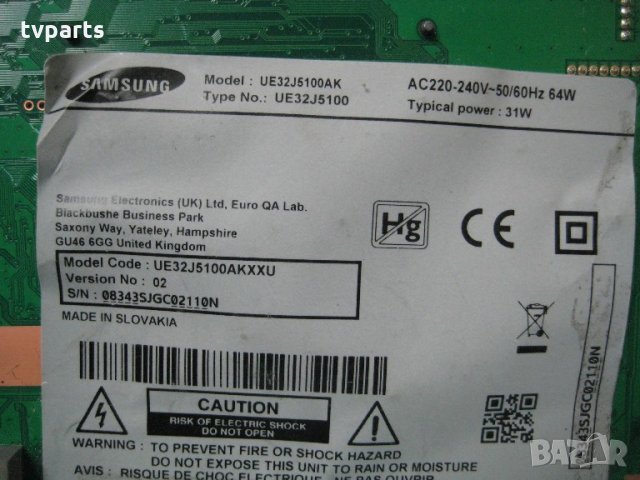 tvparts
SAMSUNG
Model : UE32J5100AK
Type No.: UE32J5100
AC220-240V~50/60Hz 64W
Typical power : 31W
Samsung Electronics (UK) Ltd, Euro QA Lab.
Blackbushe Business Park
Saxony Way, Yateley, Hampshire
GU46 6GG United Kingdom
Hg
CE
Model Code : UE32J5100AKXXU
Version No : 02
S/N : 08343SJGC02110N
MADE IN SLOVAKIA
08343SJGC02110N
CAUTION
RISK OF ELECTRIC SHOCK
DO NOT OPEN
WARNING : TO PREVENT FIRE OR SHOCK HAZARD
DO NOT EXPOSE THIS UNIT TO RAIN OR MOISTURE
AVIS : RISQUE DE CHOC ELECTRIQUE, NE PAS OUVRIR
BAZAR